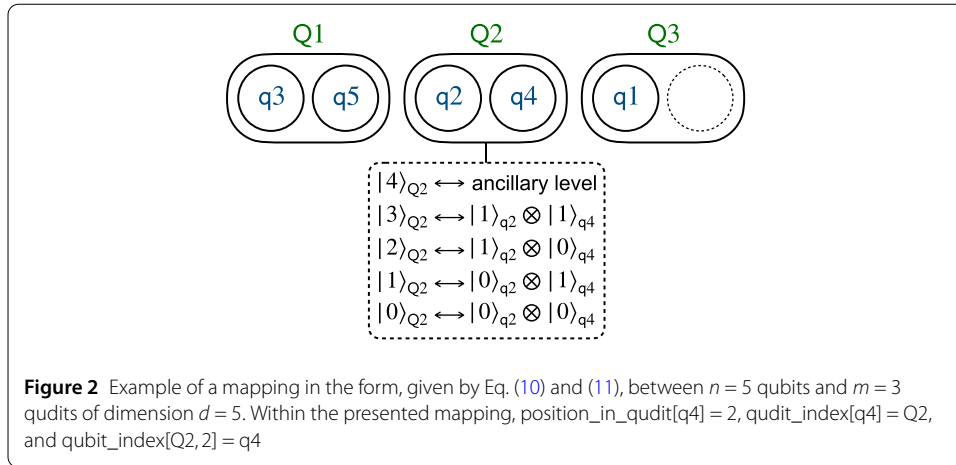 Q1 Q2 Q3
q3 q5 q2 q4 q1
|4⟩Q2 ⟷ ancillary level
|3⟩Q2 ⟷ |1⟩q2 ⊗ |1⟩q4
|2⟩Q2 ⟷ |1⟩q2 ⊗ |0⟩q4
|1⟩Q2 ⟷ |0⟩q2 ⊗ |1⟩q4
|0⟩Q2 ⟷ |0⟩q2 ⊗ |0⟩q4
Figure 2 Example of a mapping in the form, given by Eq. (10) and (11), between n = 5 qubits and m = 3
qudits of dimension d = 5. Within the presented mapping, position_in_qudit[q4] = 2, qudit_index[q4] = Q2,
and qubit_index[Q2, 2] = q4